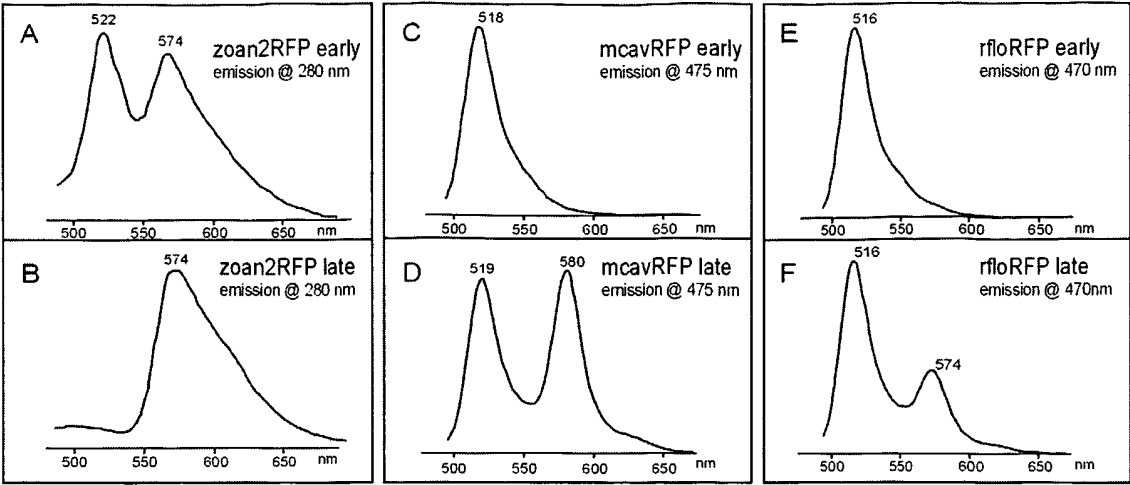 A
522
574
zoan2RFP early
emission @ 280 nm
500 550 600 650 nm
B
574
zoan2RFP late
emission @ 280 nm
500 550 600 650 nm
C
518
mcavRFP early
emission @ 475 nm
500 550 600 650 nm
D
519
580
mcavRFP late
emission @ 475 nm
500 550 600 650 nm
E
516
rfloRFP early
emission @ 470 nm
500 550 600 650 nm
F
516
574
rfloRFP late
emission @ 470nm
500 550 600 650 nm